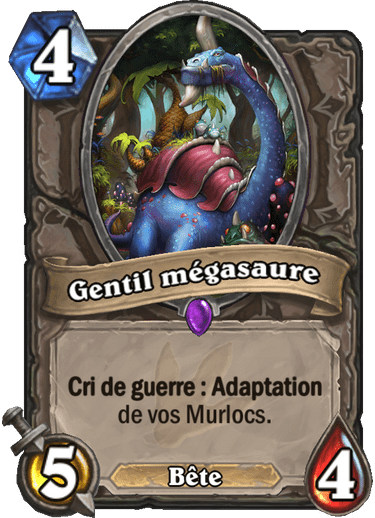 4
Gentil mégasaure
Cri de guerre : Adaptation
de vos Murlocs.
5
Bête
4